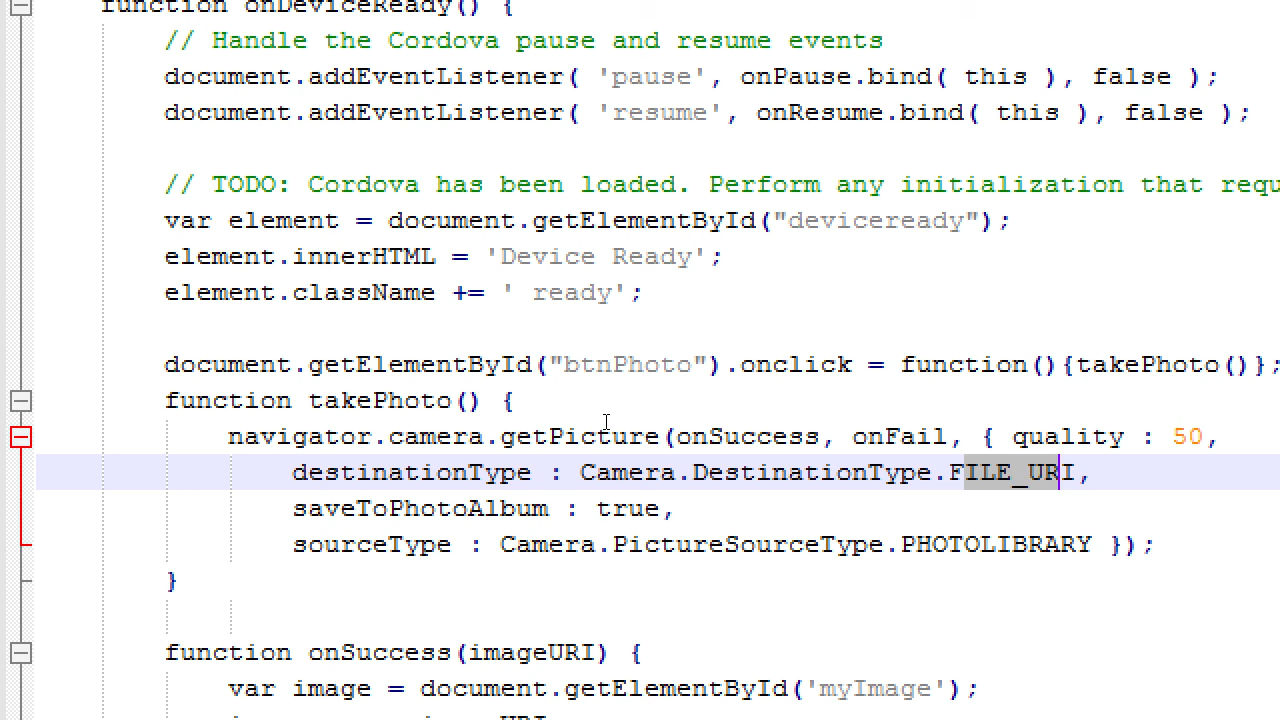 function onDeviceReady() {
// Handle the Cordova pause and resume events
document.addEventListener( 'pause', onPause.bind( this ), false );
document.addEventListener( 'resume', onResume.bind( this ), false );
// TODO: Cordova has been loaded. Perform any initialization that requ
var element = document.getElementById("deviceready");
element.innerHTML = 'Device Ready';
element.className += ' ready';
document.getElementById("btnPhoto").onclick = function(){takePhoto()};
function takePhoto() {
navigator.camera.getPicture(onSuccess, onFail, { quality : 50,
destinationType : Camera.DestinationType.FILE_URI,
saveToPhotoAlbum : true,
sourceType : Camera.PictureSourceType.PHOTOLIBRARY });
}
function onSuccess(imageURI) {
var image = document.getElementById('myImage');